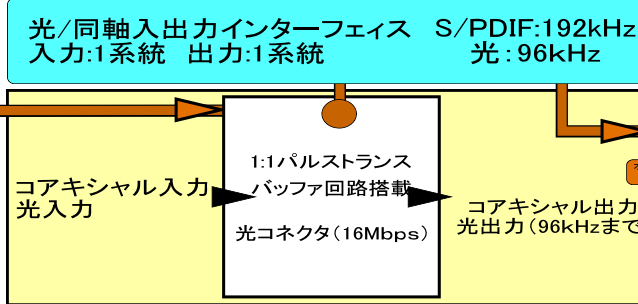 光/同軸入出力インターフェィス S/PDIF:192kHz
入力:1系統 出力:1系統 光:96kHz
1:1パルストランス
バッファ回路搭載
光コネクタ(16Mbps)
コアキシャル入力
光入力
コアキシャル出力
光出力(96kHzまで